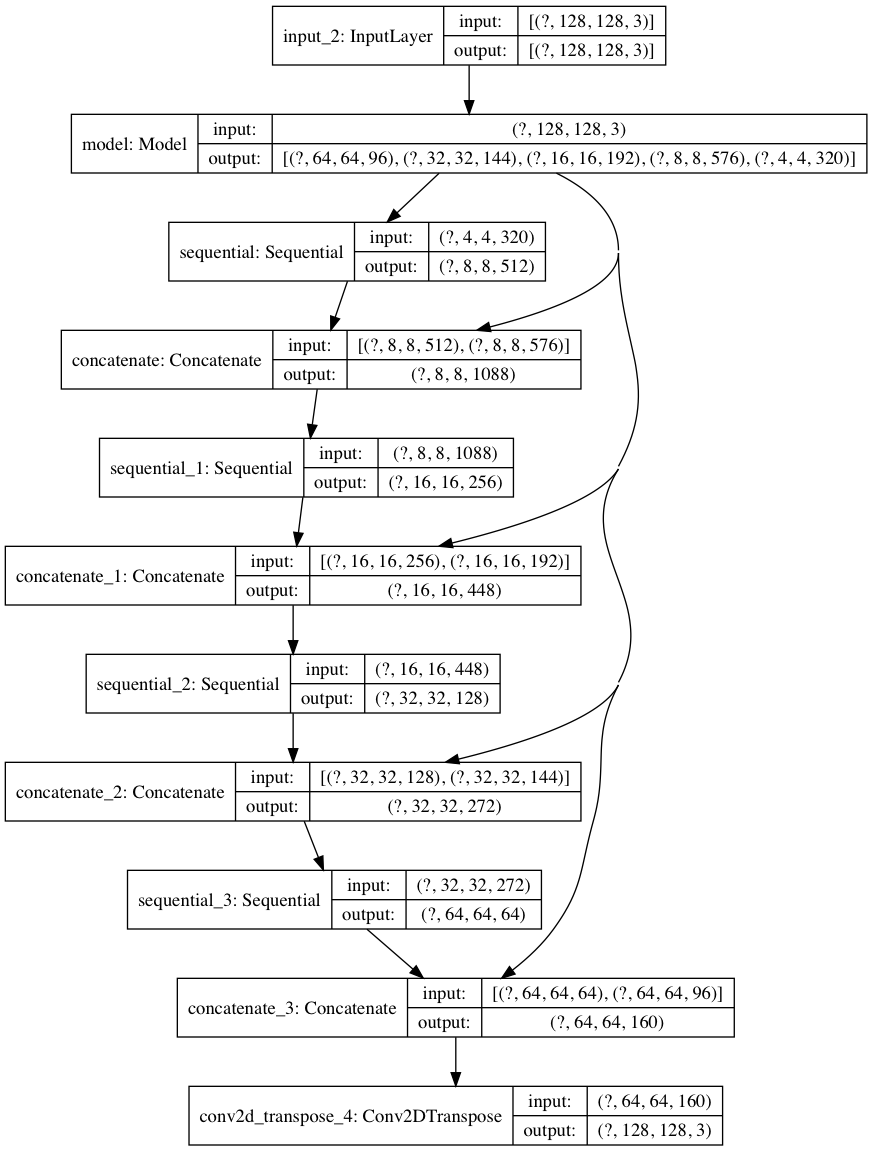 input_2: InputLayer
input: [(?, 128, 128, 3)]
output: [(?, 128, 128, 3)]
model: Model
input: (?, 128, 128, 3)
output: [(?, 64, 64, 96), (?, 32, 32, 144), (?, 16, 16, 192), (?, 8, 8, 576), (?, 4, 4, 320)]
sequential: Sequential
input: (?, 4, 4, 320)
output: (?, 8, 8, 512)
concatenate: Concatenate
input: [(?, 8, 8, 512), (?, 8, 8, 576)]
output: (?, 8, 8, 1088)
sequential_1: Sequential
input: (?, 8, 8, 1088)
output: (?, 16, 16, 256)
concatenate_1: Concatenate
input: [(?, 16, 16, 256), (?, 16, 16, 192)]
output: (?, 16, 16, 448)
sequential_2: Sequential
input: (?, 16, 16, 448)
output: (?, 32, 32, 128)
concatenate_2: Concatenate
input: [(?, 32, 32, 128), (?, 32, 32, 144)]
output: (?, 32, 32, 272)
sequential_3: Sequential
input: (?, 32, 32, 272)
output: (?, 64, 64, 64)
concatenate_3: Concatenate
input: [(?, 64, 64, 64), (?, 64, 64, 96)]
output: (?, 64, 64, 160)
conv2d_transpose_4: Conv2DTranspose
input: (?, 64, 64, 160)
output: (?, 128, 128, 3)